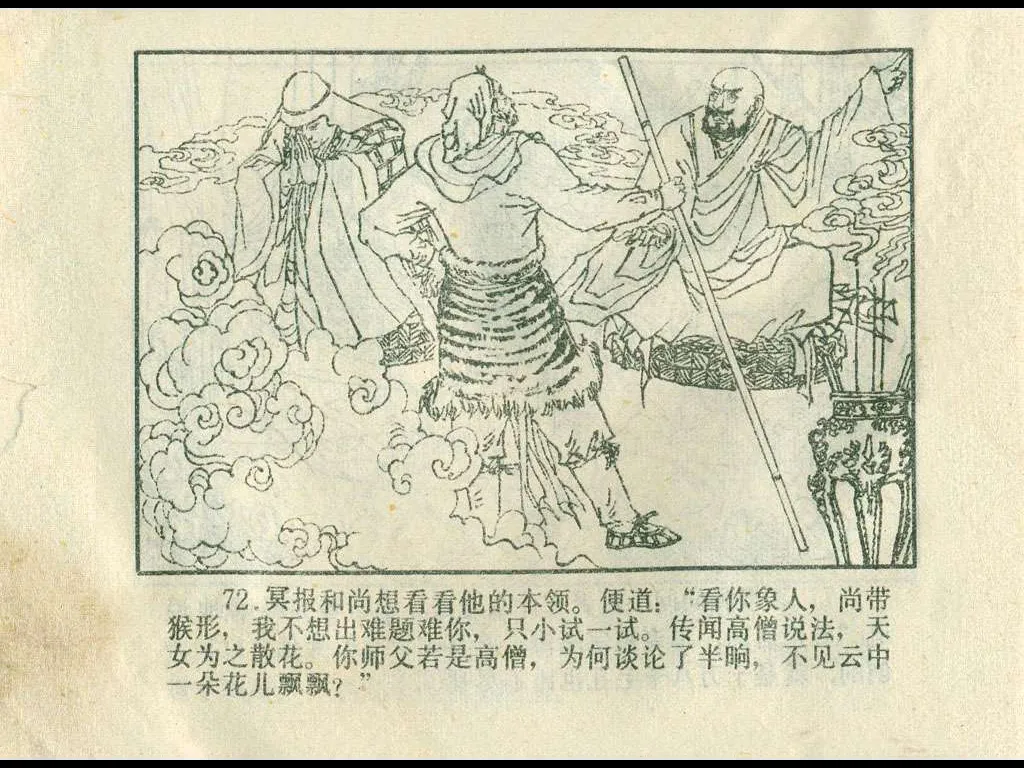 72.冥报和尚想看看他的本领。便道：“看你象人，尚带
猴形，我不想出难题难你，只小试一试。传闻高僧说法，天
女为之散花。你师父若是高僧，为何谈论了半晌，不见云中
一朵花儿飘飘？”